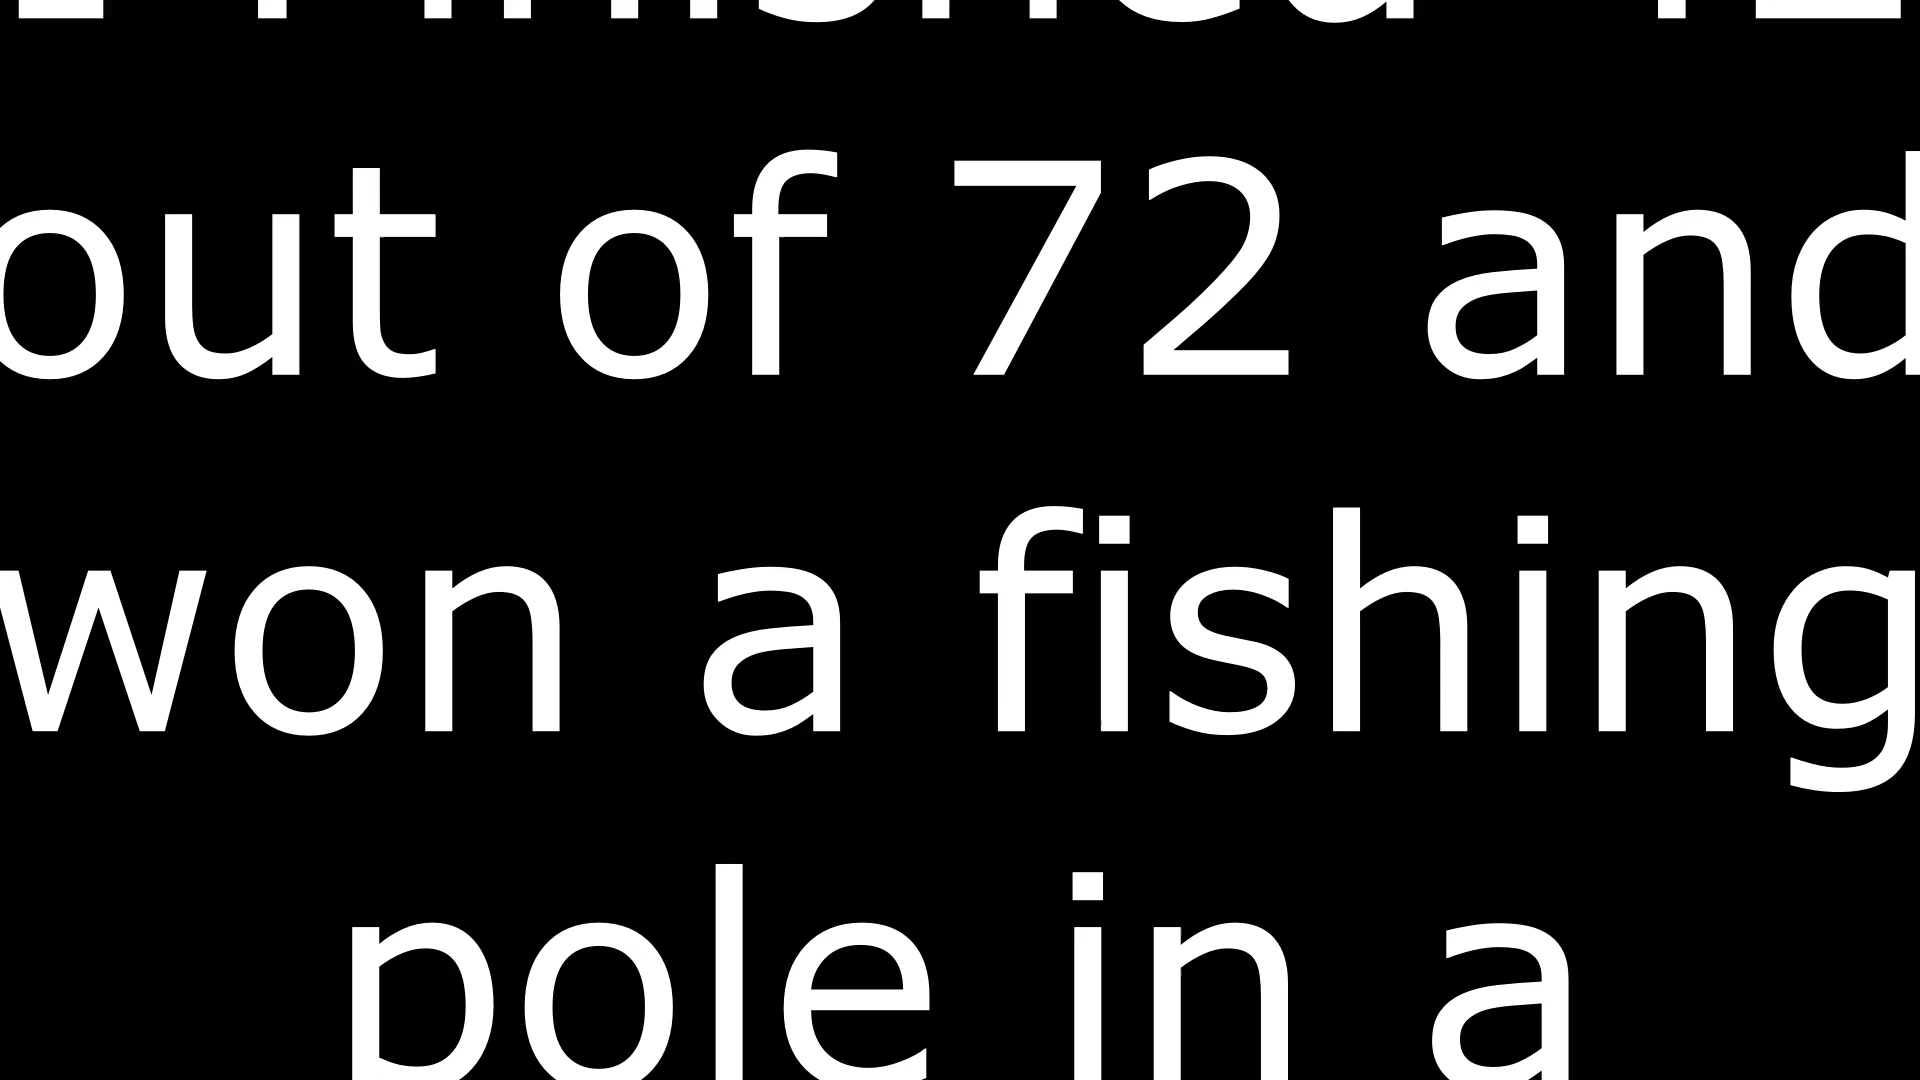 out of 72 and
won a fishing
pole in a